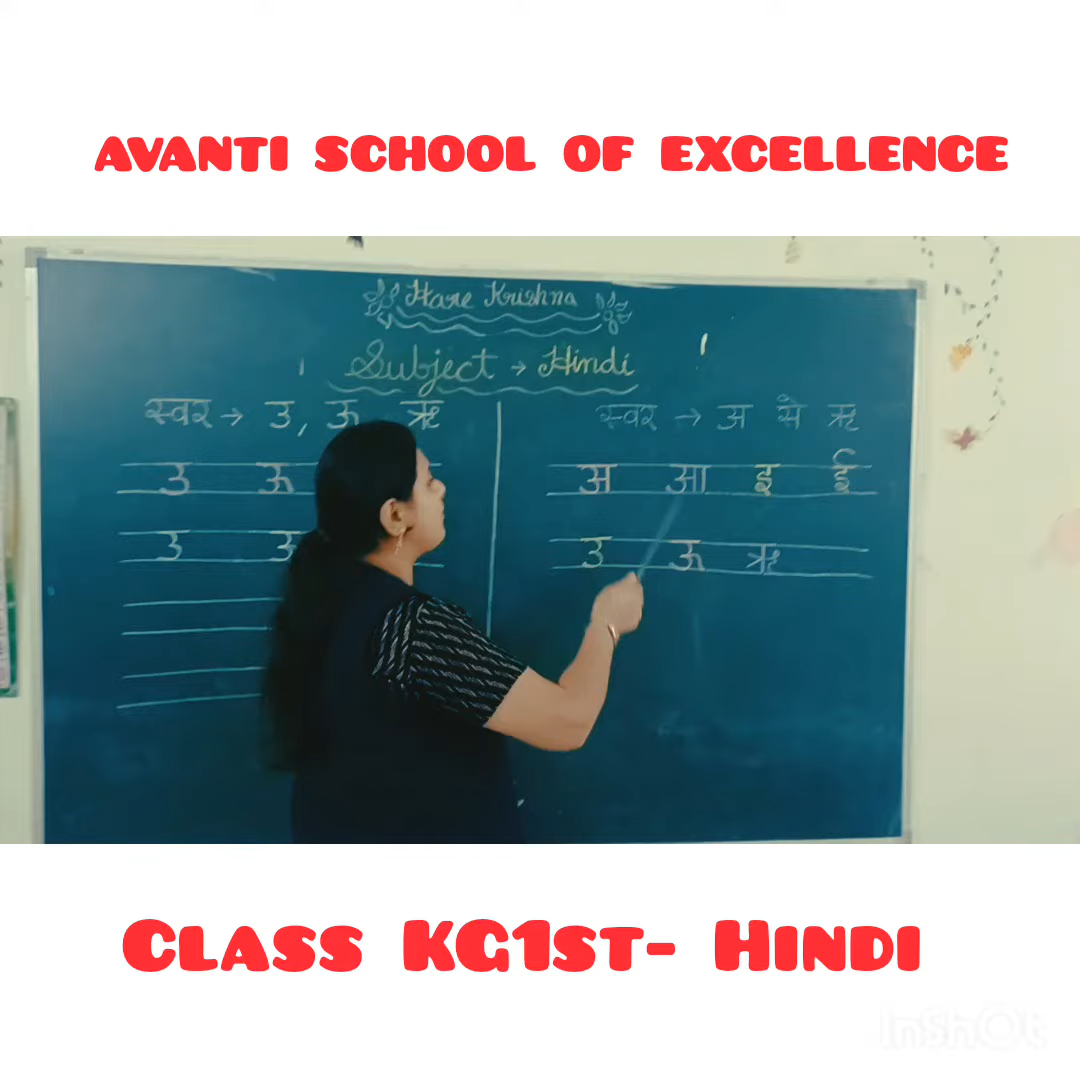 AVANTI SCHOOL OF EXCELLENCE
Hare Krishna
Subject → Hindi
स्वर → उ, ऊ ऋ
उ ऊ
उ
स्वर → अ से ऋ
अ आ इ ई
उ ऊ ऋ
CLASS KG1ST- HINDI
InShOt